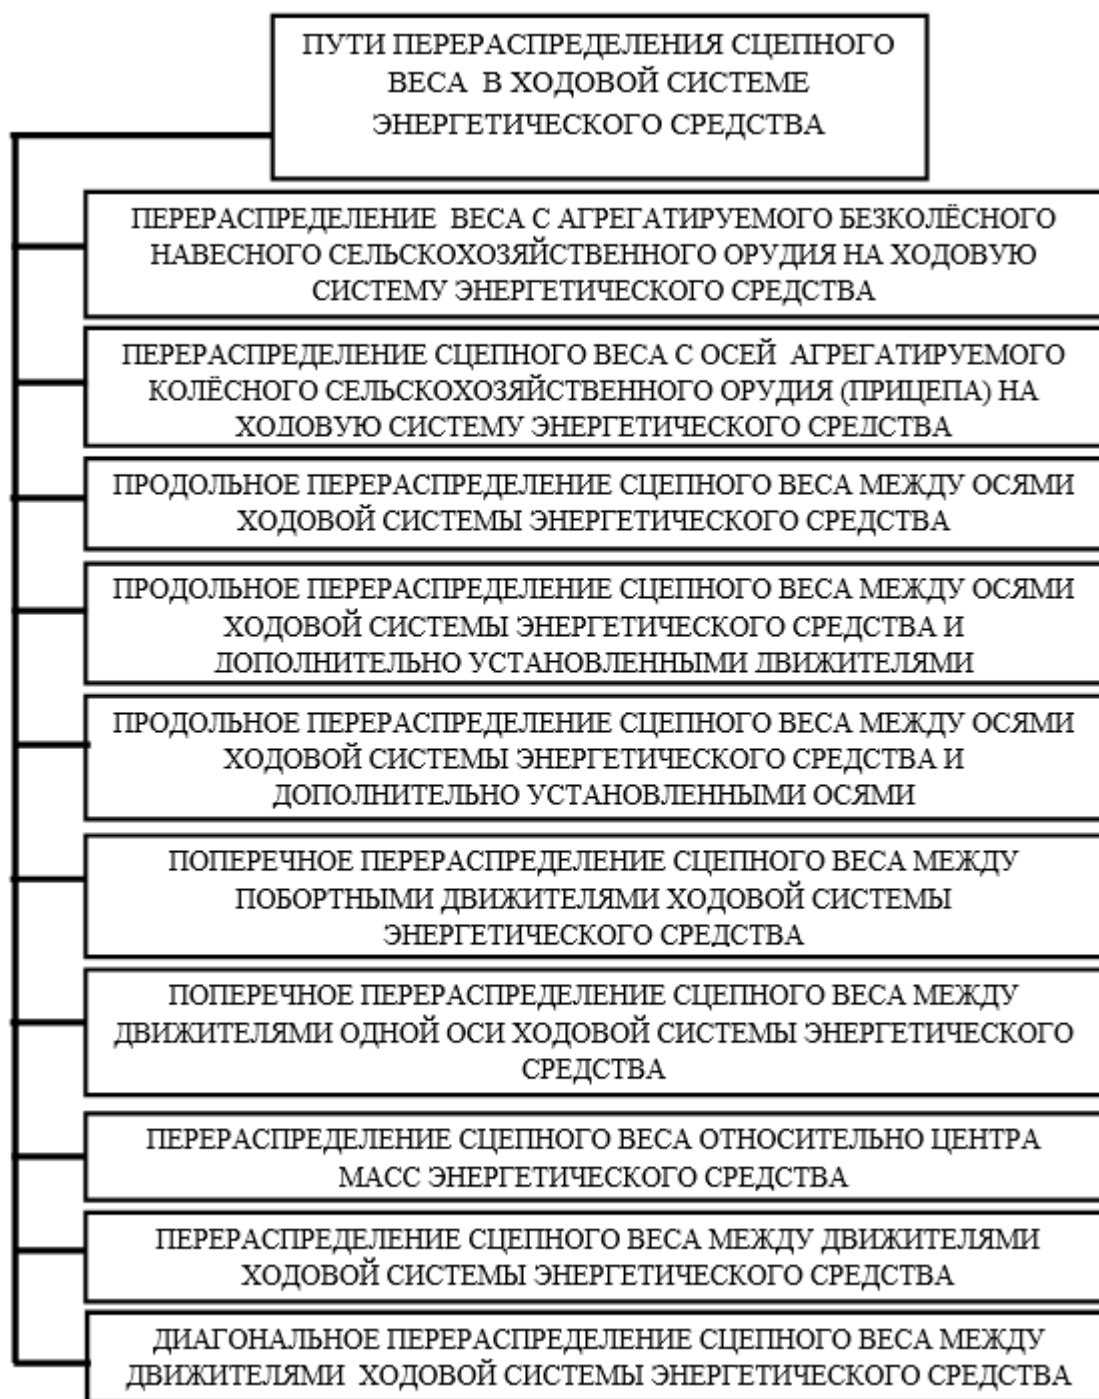 ПУТИ ПЕРЕРАСПРЕДЕЛЕНИЯ СЦЕПНОГО
ВЕСА В ХОДОВОЙ СИСТЕМЕ
ЭНЕРГЕТИЧЕСКОГО СРЕДСТВА
ПЕРЕРАСПРЕДЕЛЕНИЕ ВЕСА С АГРЕГАТИРУЕМОГО БЕЗКОЛЁСНОГО
НАВЕСНОГО СЕЛЬСКОХОЗЯЙСТВЕННОГО ОРУДИЯ НА ХОДОВУЮ
СИСТЕМУ ЭНЕРГЕТИЧЕСКОГО СРЕДСТВА
ПЕРЕРАСПРЕДЕЛЕНИЕ СЦЕПНОГО ВЕСА С ОСЕЙ АГРЕГАТИРУЕМОГО
КОЛЁСНОГО СЕЛЬСКОХОЗЯЙСТВЕННОГО ОРУДИЯ (ПРИЦЕПА) НА
ХОДОВУЮ СИСТЕМУ ЭНЕРГЕТИЧЕСКОГО СРЕДСТВА
ПРОДОЛЬНОЕ ПЕРЕРАСПРЕДЕЛЕНИЕ СЦЕПНОГО ВЕСА МЕЖДУ ОСЯМИ
ХОДОВОЙ СИСТЕМЫ ЭНЕРГЕТИЧЕСКОГО СРЕДСТВА
ПРОДОЛЬНОЕ ПЕРЕРАСПРЕДЕЛЕНИЕ СЦЕПНОГО ВЕСА МЕЖДУ ОСЯМИ
ХОДОВОЙ СИСТЕМЫ ЭНЕРГЕТИЧЕСКОГО СРЕДСТВА И
ДОПОЛНИТЕЛЬНО УСТАНОВЛЕННЫМИ ДВИЖИТЕЛЯМИ
ПРОДОЛЬНОЕ ПЕРЕРАСПРЕДЕЛЕНИЕ СЦЕПНОГО ВЕСА МЕЖДУ ОСЯМИ
ХОДОВОЙ СИСТЕМЫ ЭНЕРГЕТИЧЕСКОГО СРЕДСТВА И
ДОПОЛНИТЕЛЬНО УСТАНОВЛЕННЫМИ ОСЯМИ
ПОПЕРЕЧНОЕ ПЕРЕРАСПРЕДЕЛЕНИЕ СЦЕПНОГО ВЕСА МЕЖДУ
ПОБОРТНЫМИ ДВИЖИТЕЛЯМИ ХОДОВОЙ СИСТЕМЫ
ЭНЕРГЕТИЧЕСКОГО СРЕДСТВА
ПОПЕРЕЧНОЕ ПЕРЕРАСПРЕДЕЛЕНИЕ СЦЕПНОГО ВЕСА МЕЖДУ
ДВИЖИТЕЛЯМИ ОДНОЙ ОСИ ХОДОВОЙ СИСТЕМЫ ЭНЕРГЕТИЧЕСКОГО
СРЕДСТВА
ПЕРЕРАСПРЕДЕЛЕНИЕ СЦЕПНОГО ВЕСА ОТНОСИТЕЛЬНО ЦЕНТРА
МАСС ЭНЕРГЕТИЧЕСКОГО СРЕДСТВА
ПЕРЕРАСПРЕДЕЛЕНИЕ СЦЕПНОГО ВЕСА МЕЖДУ ДВИЖИТЕЛЯМИ
ХОДОВОЙ СИСТЕМЫ ЭНЕРГЕТИЧЕСКОГО СРЕДСТВА
ДИАГОНАЛЬНОЕ ПЕРЕРАСПРЕДЕЛЕНИЕ СЦЕПНОГО ВЕСА МЕЖДУ
ДВИЖИТЕЛЯМИ ХОДОВОЙ СИСТЕМЫ ЭНЕРГЕТИЧЕСКОГО СРЕДСТВА